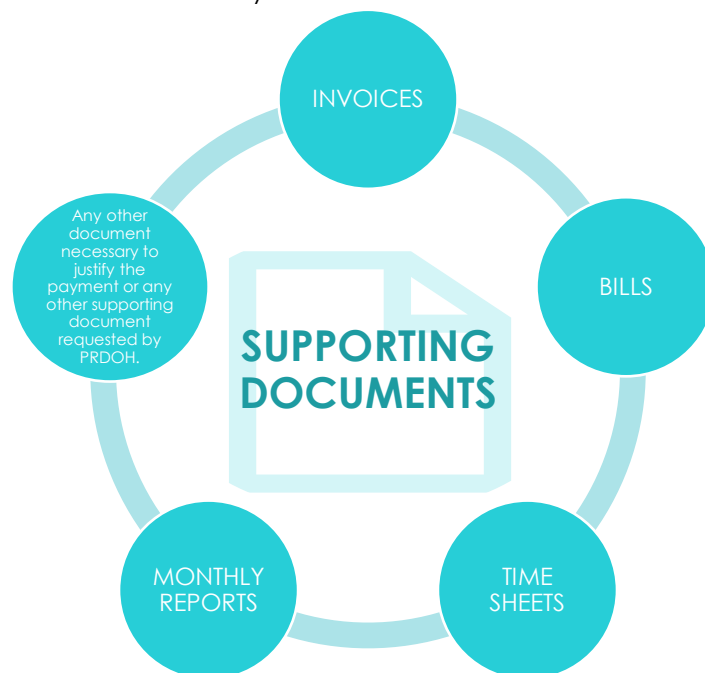 INVOICES
Any other
document
necessary to
justify the
payment or any
other supporting
document
requested by
PRDOH.
BILLS
SUPPORTING
DOCUMENTS
MONTHLY
REPORTS
TIME
SHEETS